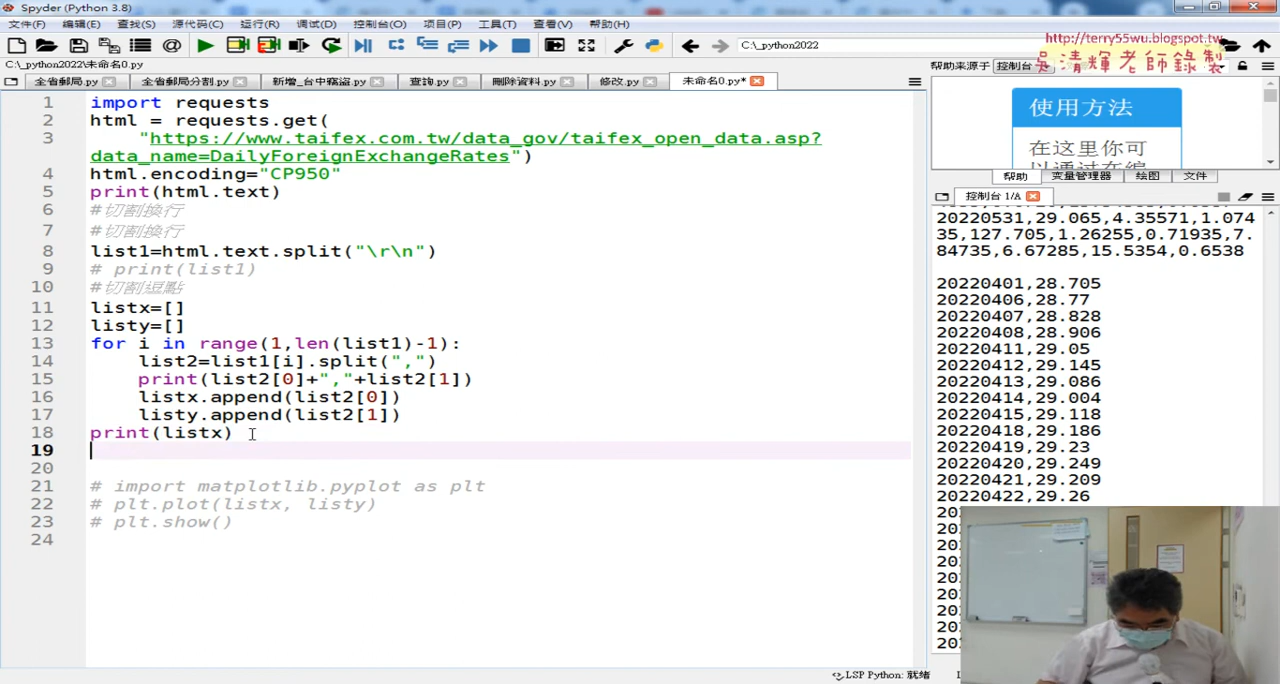 Spyder (Python 3.8)
文件(F) 编辑(E) 查找(S) 源代码(C) 运行(R) 调试(D) 控制台(O) 项目(P) 工具(T) 查看(V) 帮助(H)
C:\_python2022
http://terry55wu.blogspot.tw
吳清輝老師錄製
C:\_python2022\未命名0.py
帮助来源于 控制台
全省郵局.py 全省郵局分割.py 新增_台中竊盜.py 查詢.py 刪除資料.py 修改.py 未命名0.py*
使用方法
在这里你可
以通过在编
帮助 变量管理器 绘图 文件
控制台 1/A
1 import requests
2 html = requests.get(
3 "https://www.taifex.com.tw/data_gov/taifex_open_data.asp?
data_name=DailyForeignExchangeRates")
4 html.encoding="CP950"
5 print(html.text)
6 #切割換行
7 #切割換行
8 list1=html.text.split("\r\n")
9 # print(list1)
10 #切割逗點
11 listx=[]
12 listy=[]
13 for i in range(1,len(list1)-1):
14 list2=list1[i].split(",")
15 print(list2[0]+","+list2[1])
16 listx.append(list2[0])
17 listy.append(list2[1])
18 print(listx)
19
20
21 # import matplotlib.pyplot as plt
22 # plt.plot(listx, listy)
23 # plt.show()
24
20220531,29.065,4.35571,1.074
35,127.705,1.26255,0.71935,7.
84735,6.67285,15.5354,0.6538
20220401,28.705
20220406,28.77
20220407,28.828
20220408,28.906
20220411,29.05
20220412,29.145
20220413,29.086
20220414,29.004
20220415,29.118
20220418,29.186
20220419,29.23
20220420,29.249
20220421,29.209
20220422,29.26
LSP Python: 就绪